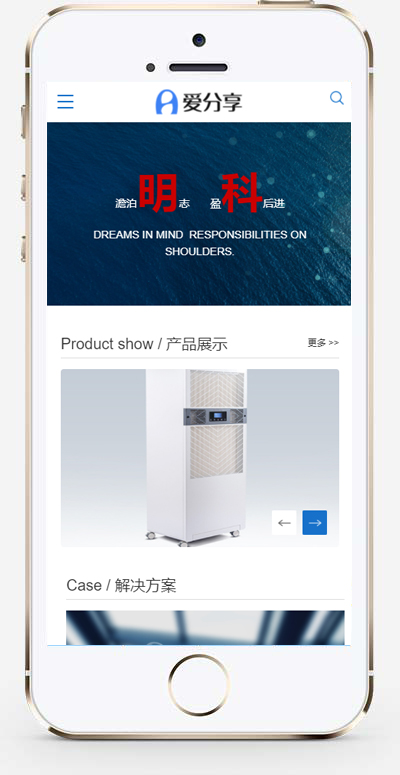 爱分享
澹泊明志 盈科后进
DREAMS IN MIND RESPONSIBILITIES ON
SHOULDERS.
Product show / 产品展示
更多 >>
Case / 解决方案